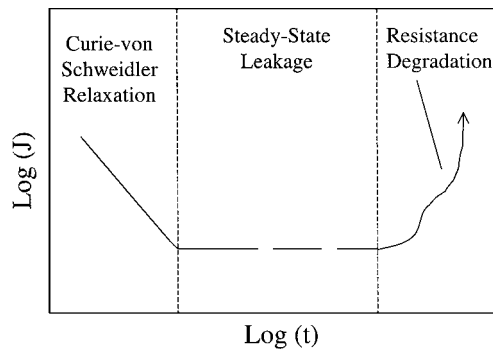 Curie-von
Schweidler
Relaxation
Steady-State
Leakage
Resistance
Degradation
Log (J)
Log (t)